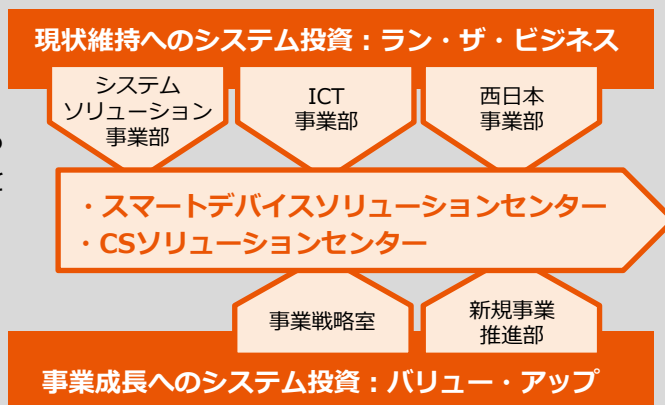 現状維持へのシステム投資：ラン・ザ・ビジネス
システム
ソリューション
事業部
ICT
事業部
西日本
事業部
・スマートデバイスソリューションセンター
・CSソリューションセンター
事業戦略室
新規事業
推進部
事業成長へのシステム投資：バリュー・アップ